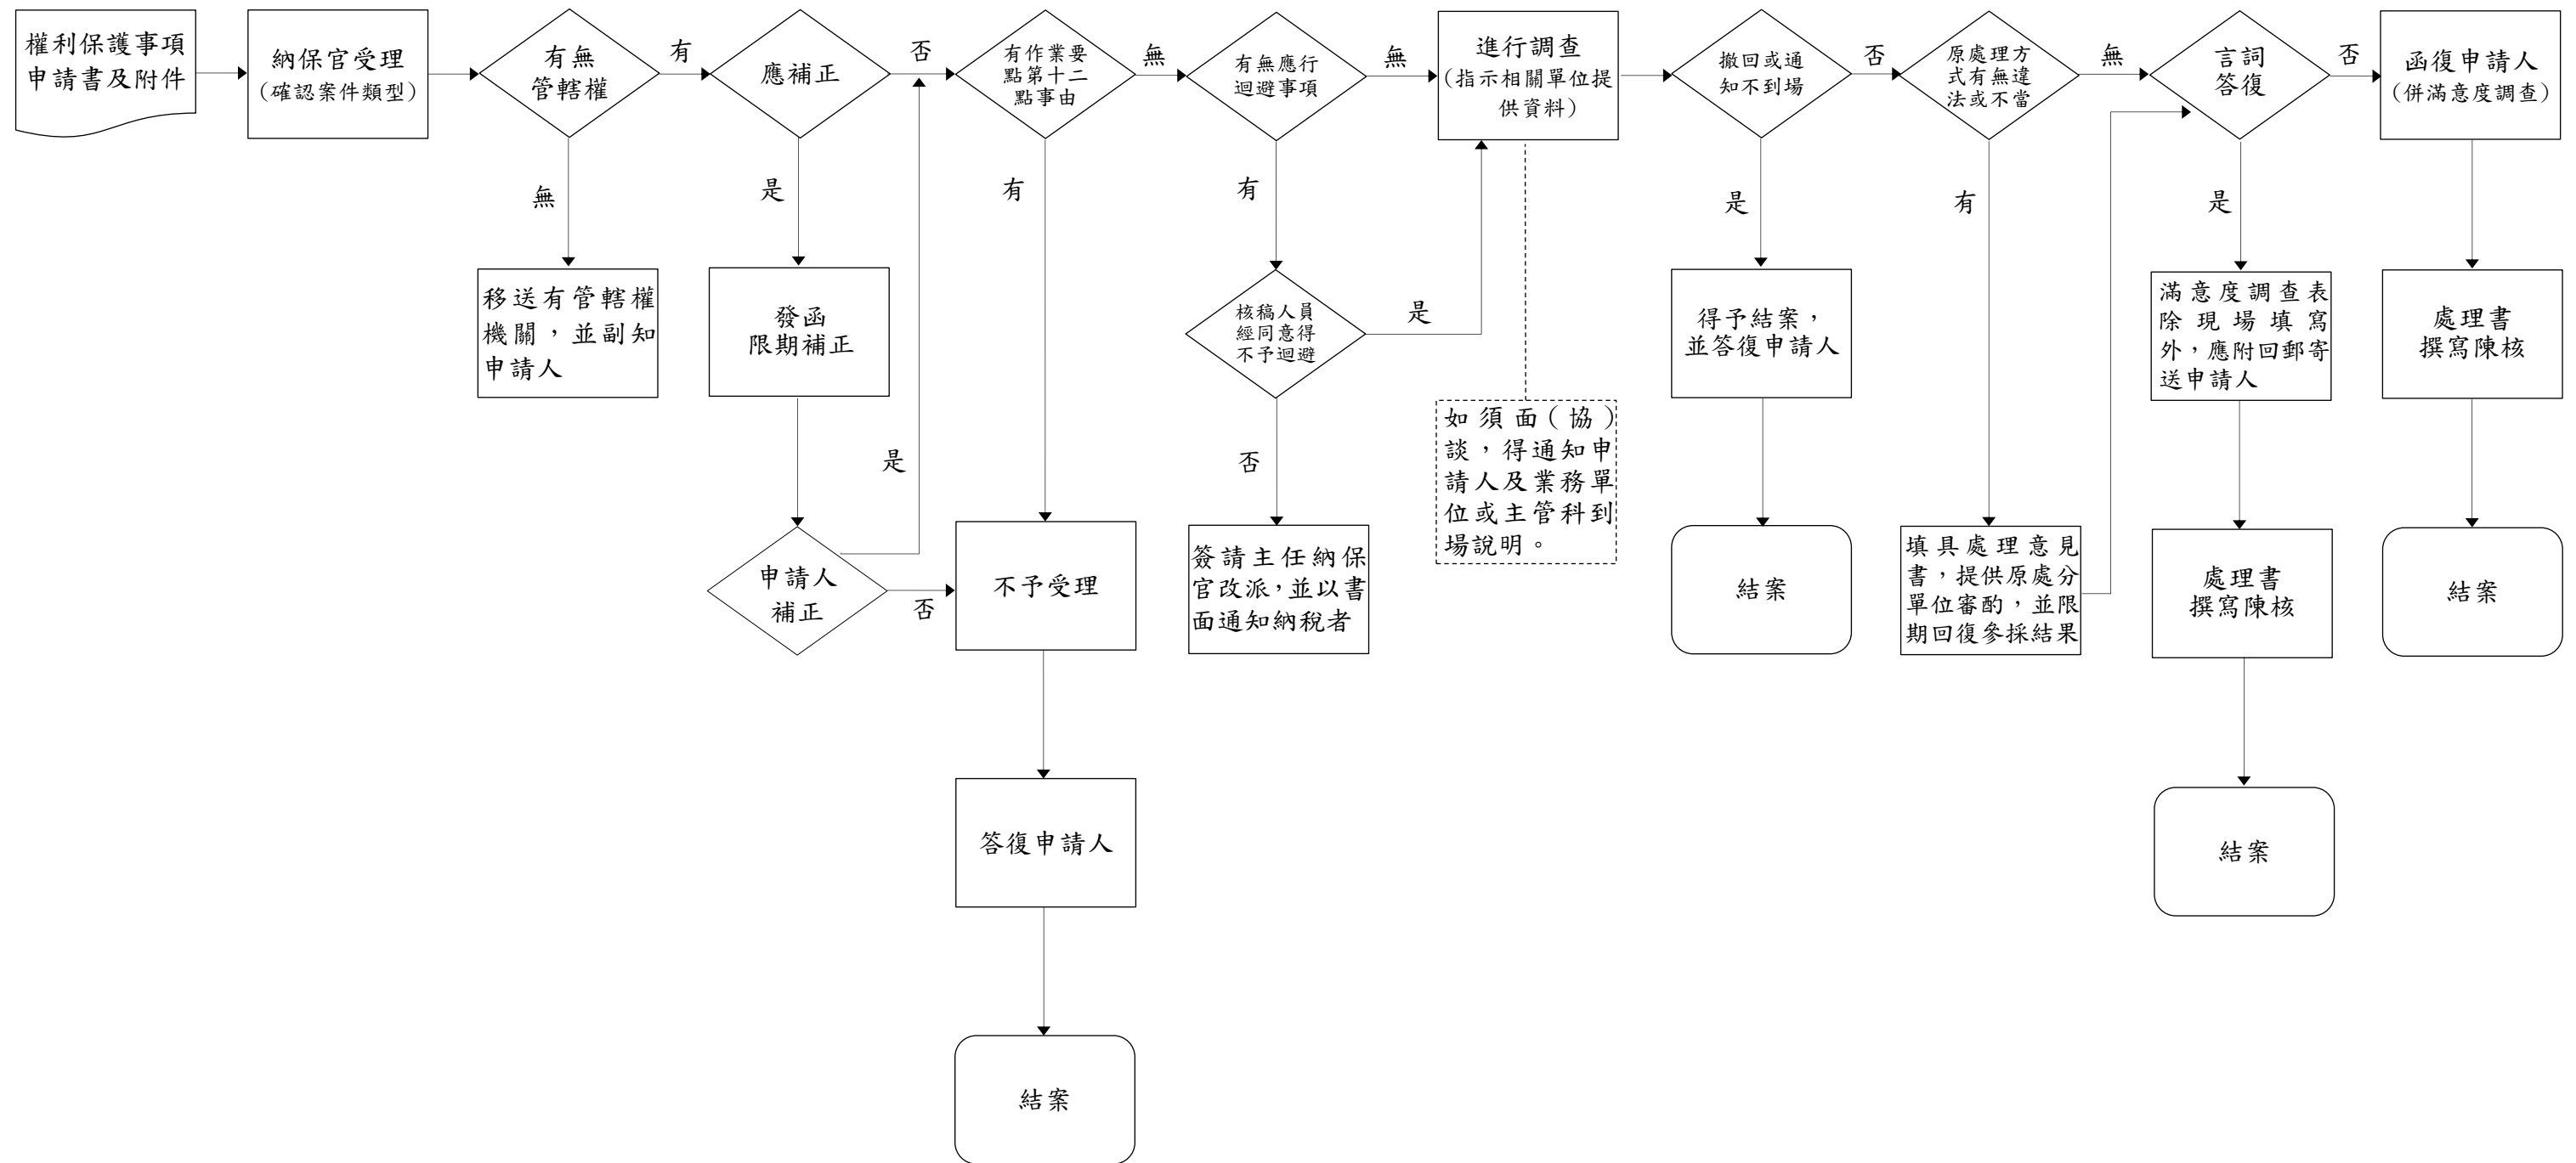 權利保護事項
申請書及附件
納保官受理
（確認案件類型）
有無
管轄權
有
應補正
否
有作業要
點第十二
點事由
無
有無應行
迴避事項
無
進行調查
（指示相關單位提
供資料）
撤回或通
知不到場
否
原處理方
式有無違
法或不當
無
言詞
答復
否
函復申請人
（併滿意度調查）
無
是
有
有
是
有
是
移送有管轄權
機關，並副知
申請人
發函
限期補正
核稿人員
經同意得
不予迴避
是
得予結案，
並答復申請人
滿意度調查表
除現場填寫
外，應附回郵寄
送申請人
處理書
撰寫陳核
如須面（協）
談，得通知申
請人及業務單
位或主管科到
場說明。
是
否
申請人
補正
否
不予受理
簽請主任納保
官改派，並以書
面通知納稅者
結案
填具處理意見
書，提供原處分
單位審酌，並限
期回復參採結果
處理書
撰寫陳核
結案
答復申請人
結案
結案